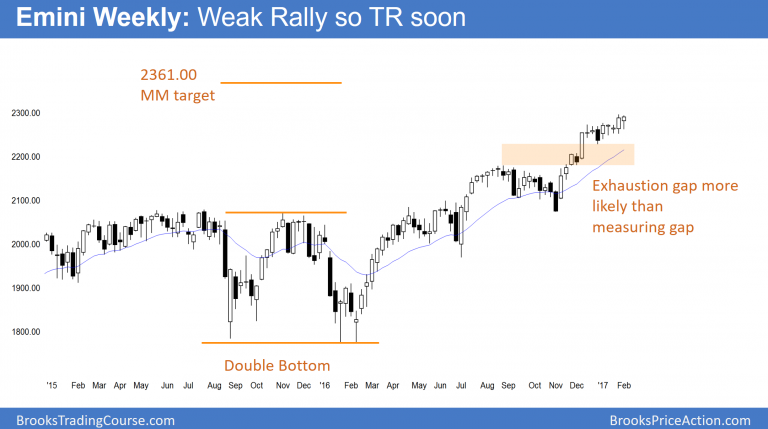 Emini Weekly: Weak Rally so TR soon
2361.00
MM target
2300.00
2200.00
2100.00
2000.00
1900.00
1800.00
Exhaustion gap more
likely than
measuring gap
Double Bottom
'15 Feb Mar Apr May Jun Jul Aug Sep Oct Nov Dec '16 Feb Mar Apr May Jun Jul Aug Sep Oct Nov Dec '17 Feb
BrooksTradingCourse.com
BrooksPriceAction.com